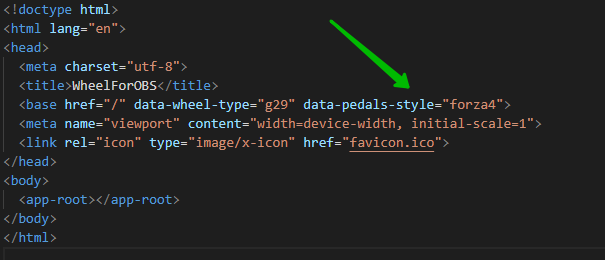 <!doctype html>
<html lang="en">
<head>
  <meta charset="utf-8">
  <title>WheelForOBS</title>
  <base href="/" data-wheel-type="g29" data-pedals-style="forza4">
  <meta name="viewport" content="width=device-width, initial-scale=1">
  <link rel="icon" type="image/x-icon" href="favicon.ico">
</head>
<body>
  <app-root></app-root>
</body>
</html>